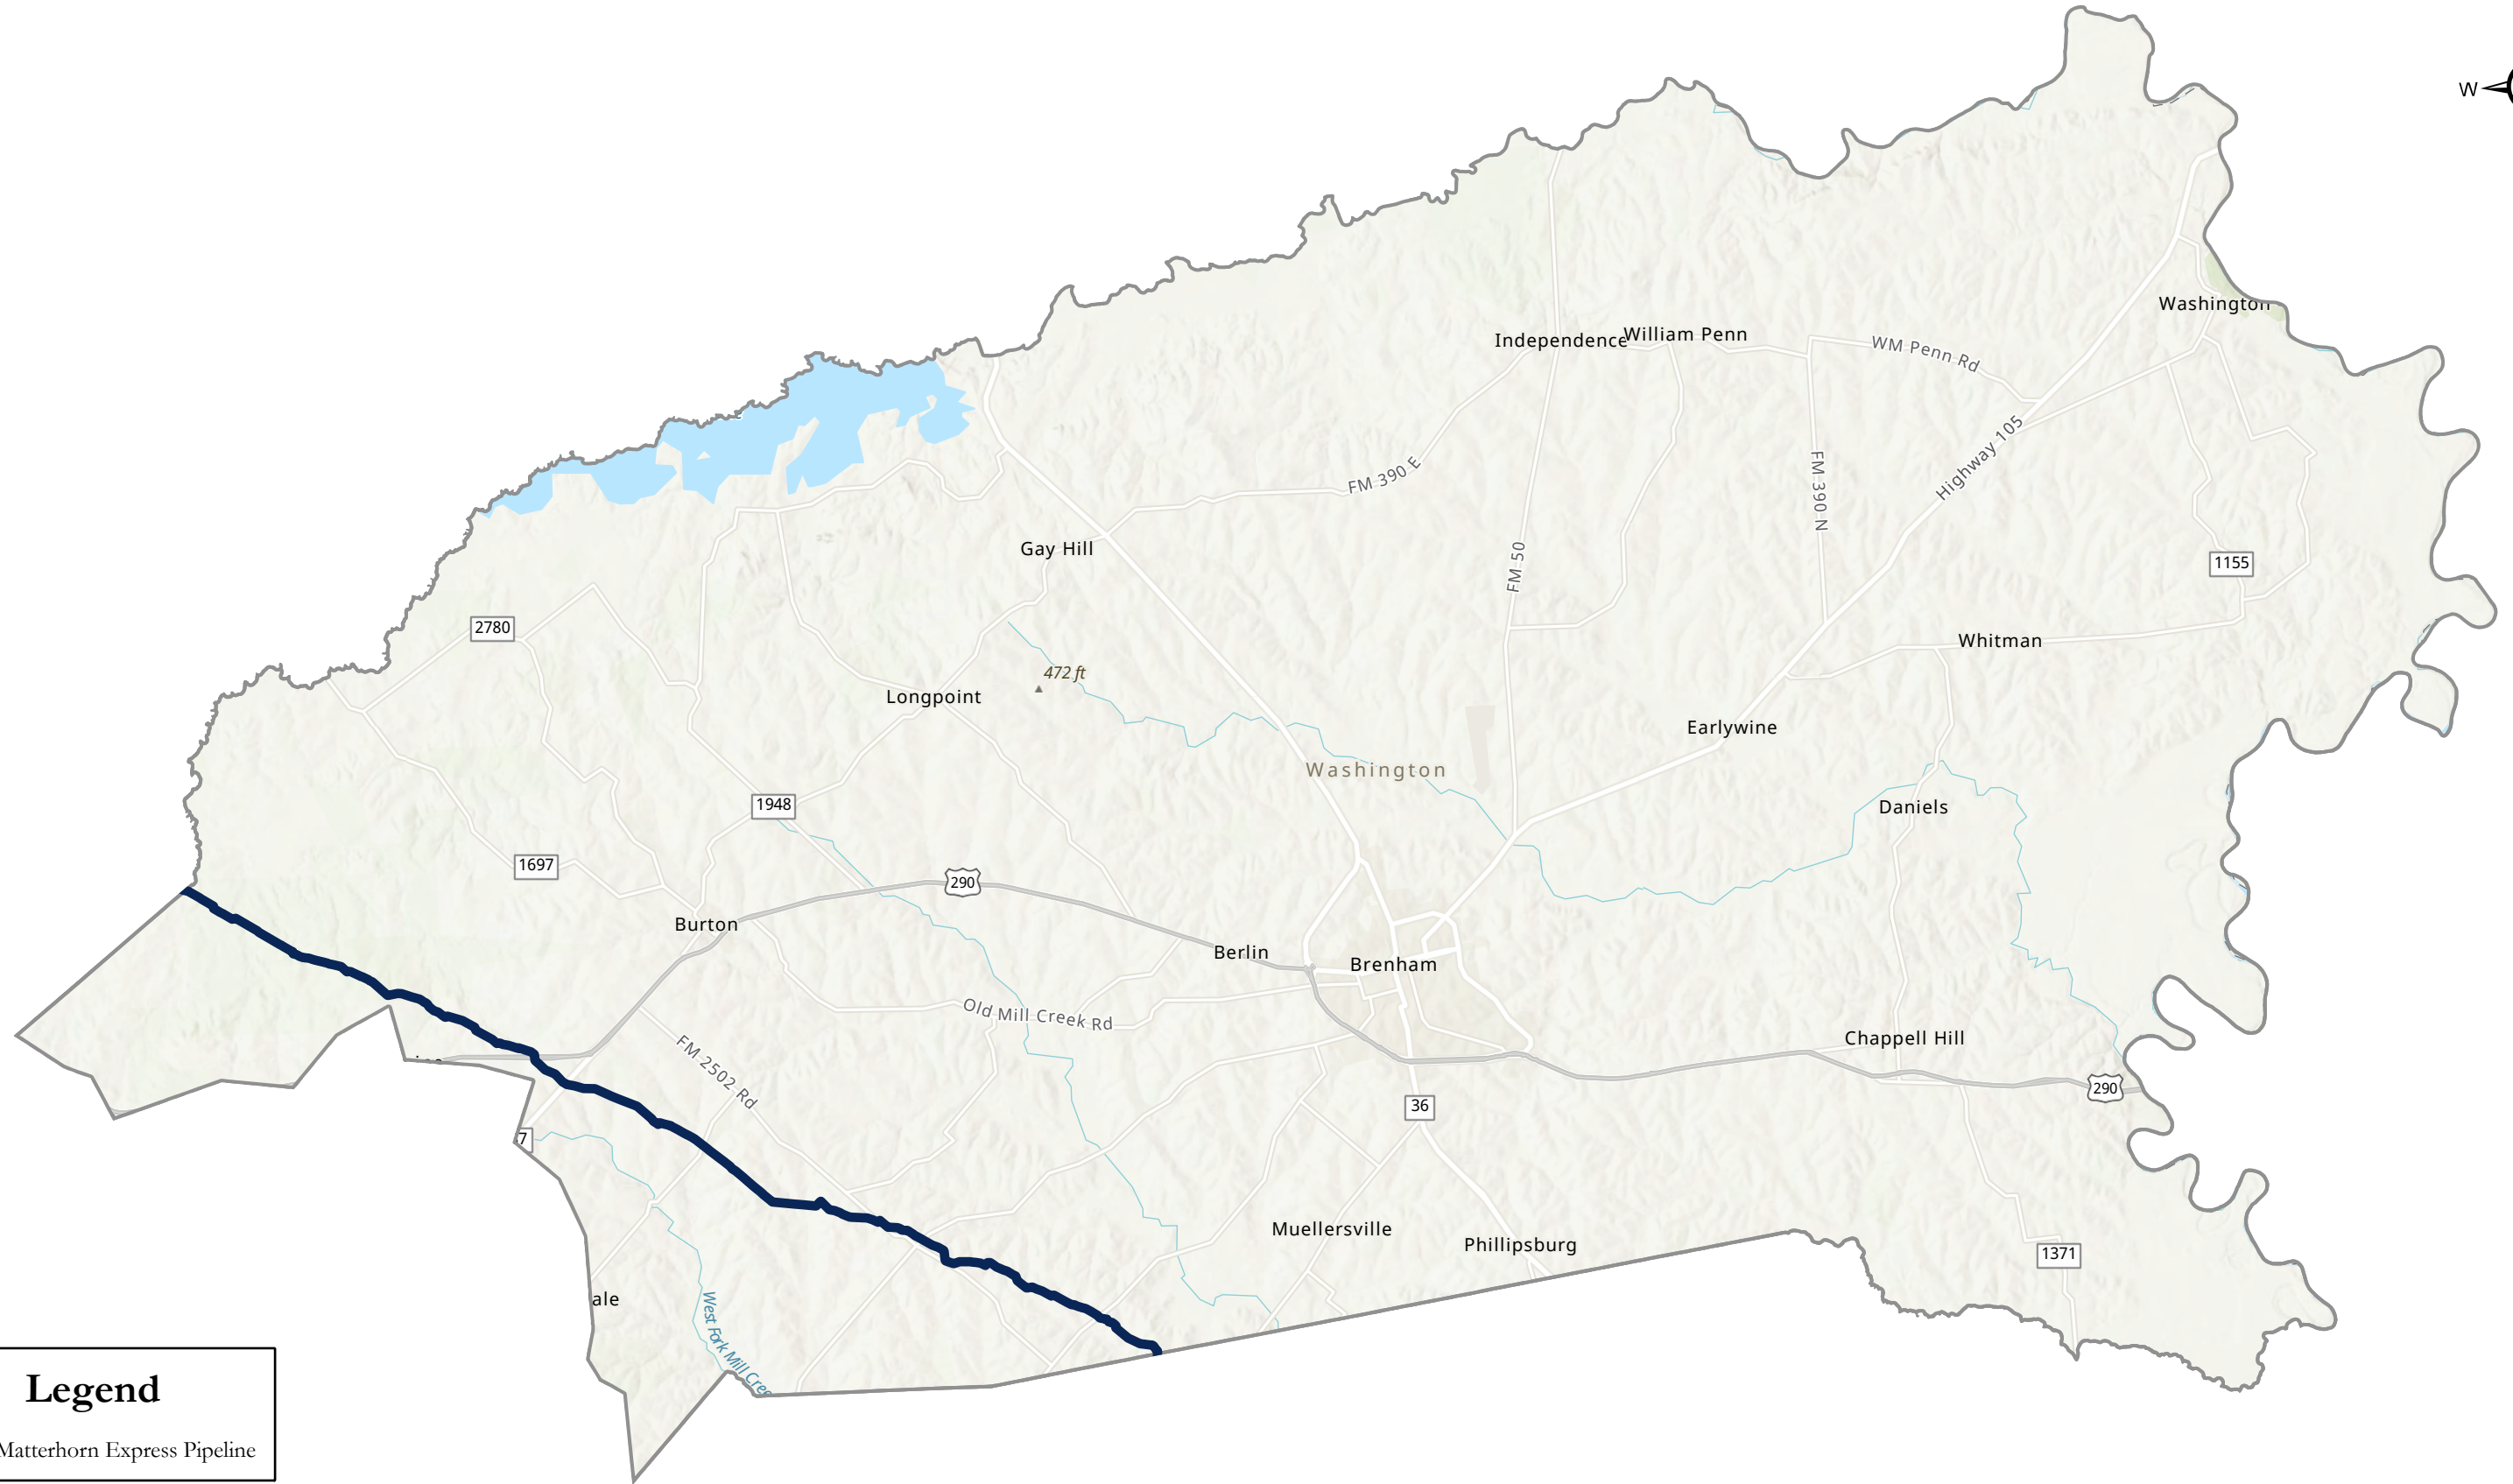 W
Washington
Independence
William Penn
WM Penn Rd
Highway 105
FM 390 E
FM 390 N
Gay Hill
FM 50
1155
2780
Whitman
472 ft
Longpoint
Earlywine
Washington
1948
Daniels
1697
290
Burton
Berlin
Brenham
Old Mill Creek Rd
Chappell Hill
FM 2502 Rd
290
36
7
Muellersville
Phillipsburg
1371
ale
West Fork Mill Cree
Legend
Matterhorn Express Pipeline